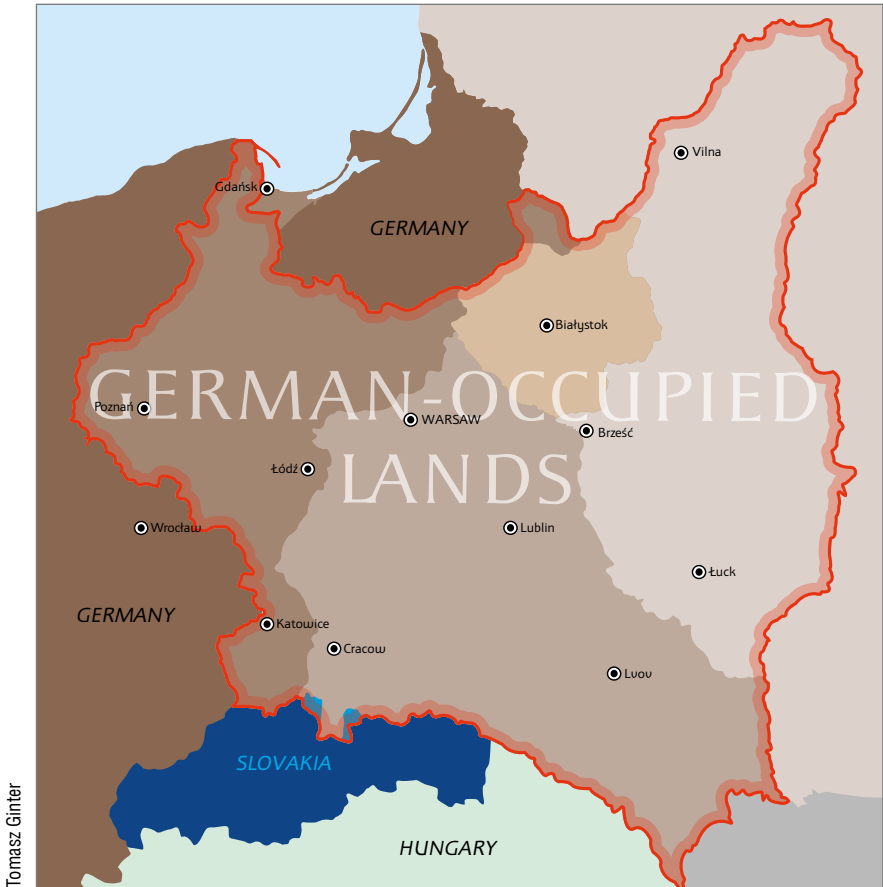 Vilna
Gdańsk
GERMANY
Białystok
GERMAN-OCCUPIED
Poznań
WARSAW
Brześć
LANDS
Łódź
Wrocław
Lublin
Łuck
GERMANY
Katowice
Cracow
Lvov
SLOVAKIA
HUNGARY
Tomasz Ginter